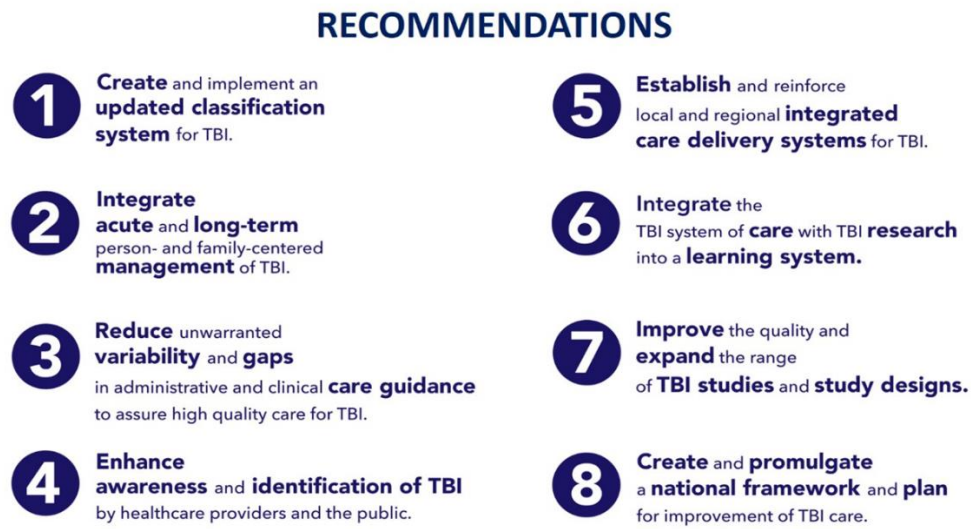 RECOMMENDATIONS
1
Create and implement an
updated classification
system for TBI.
2
Integrate
acute and long-term
person- and family-centered
management of TBI.
3
Reduce unwarranted
variability and gaps
in administrative and clinical care guidance
to assure high quality care for TBI.
4
Enhance
awareness and identification of TBI
by healthcare providers and the public.
5
Establish and reinforce
local and regional integrated
care delivery systems for TBI.
6
Integrate the
TBI system of care with TBI research
into a learning system.
7
Improve the quality and
expand the range
of TBI studies and study designs.
8
Create and promulgate
a national framework and plan
for improvement of TBI care.